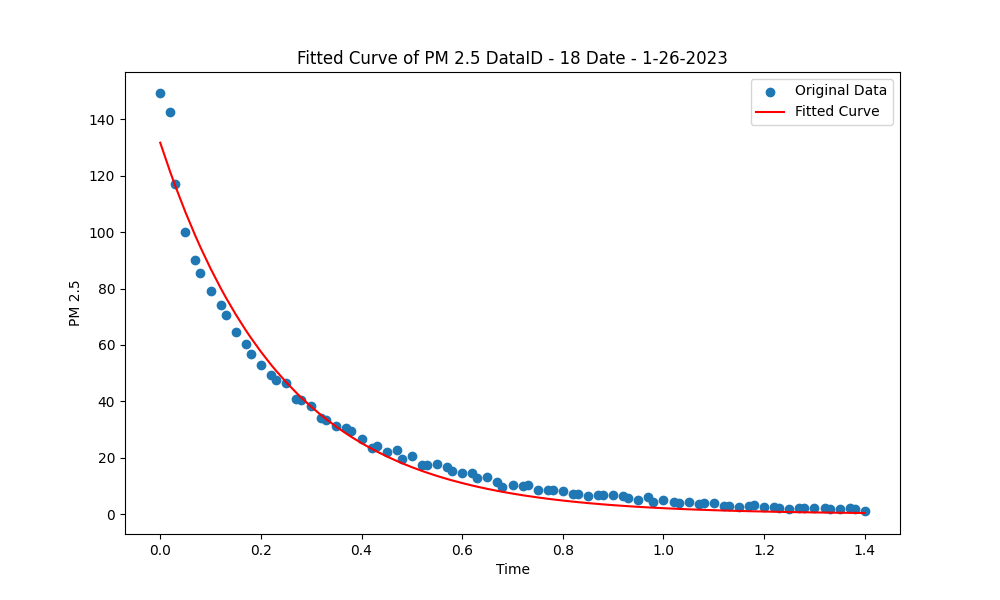 Fitted Curve of PM 2.5 DataID - 18 Date - 1-26-2023
Original Data
Fitted Curve
PM 2.5
140
120
100
80
60
40
20
0
0.0 0.2 0.4 0.6 0.8 1.0 1.2 1.4
Time